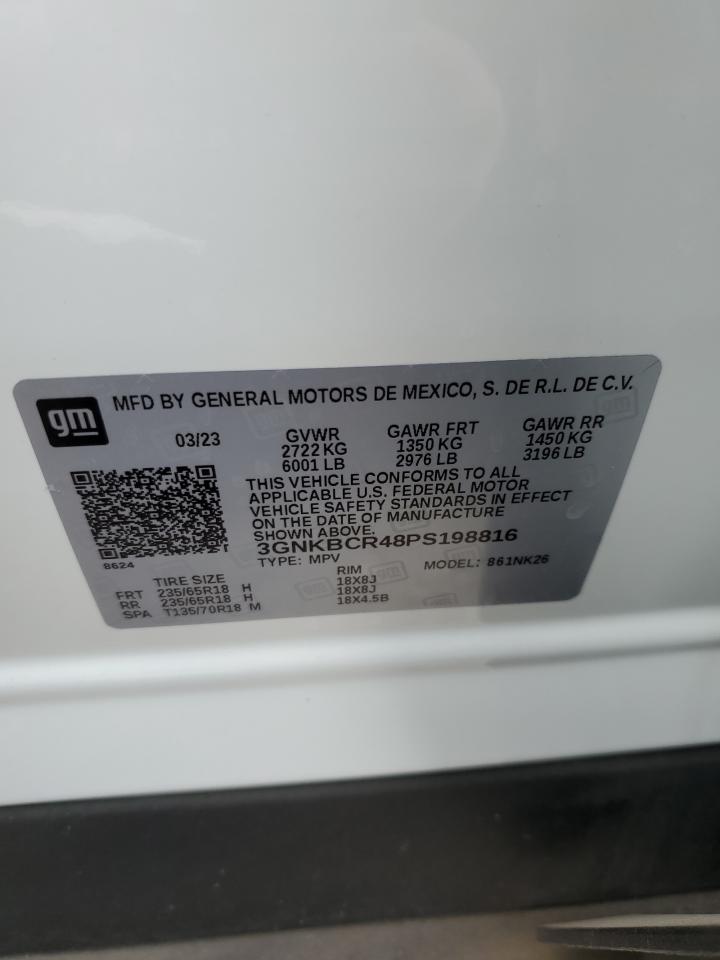 gm
MFD BY GENERAL MOTORS DE MEXICO, S. DE R.L. DE C.V.
03/23 GVWR GAWR FRT GAWR RR
2722 KG 1350 KG 1450 KG
6001 LB 2976 LB 3196 LB
THIS VEHICLE CONFORMS TO ALL
APPLICABLE U.S. FEDERAL MOTOR
VEHICLE SAFETY STANDARDS IN EFFECT
ON THE DATE OF MANUFACTURE
SHOWN ABOVE.
3GNKBCR48PS198816
8624 TYPE: MPV MODEL: 861NK26
TIRE SIZE RIM
FRT 235/65R18 H 18X8J
RR 235/65R18 H 18X8J
SPA T135/70R18 M 18X4.5B